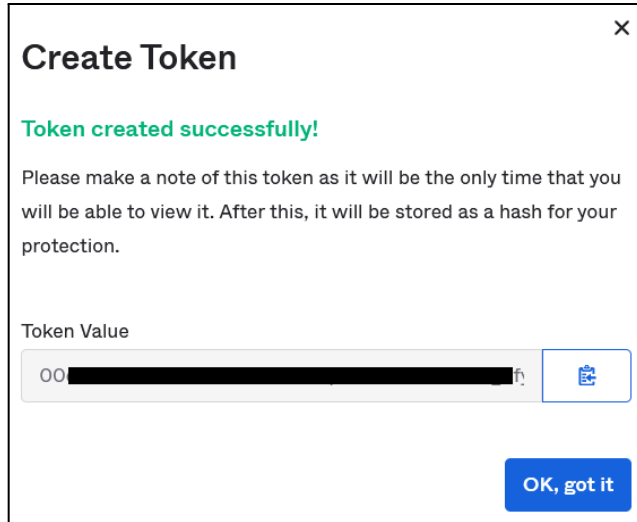 Create Token
Token created successfully!
Please make a note of this token as it will be the only time that you
will be able to view it. After this, it will be stored as a hash for your
protection.
Token Value
OK, got it